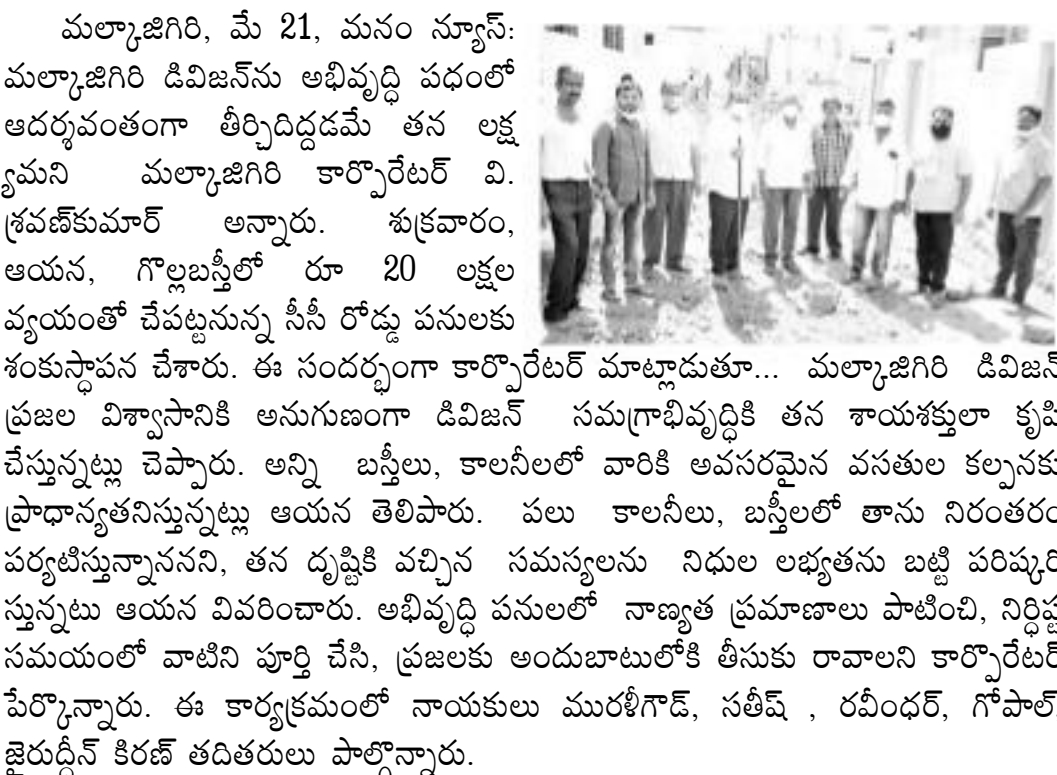 మల్కాజిగిరి, మే 21, మనం న్యూస్:
మల్కాజిగిరి డివిజన్‌ను అభివృద్ధి పధంలో
ఆదర్శవంతంగా తీర్చిదిద్దడమే తన లక్ష
్యమని మల్కాజిగిరి కార్పొరేటర్ వి.
శ్రవణ్‌కుమార్ అన్నారు. శుక్రవారం,
ఆయన, గొల్లబస్తీలో రూ 20 లక్షల
వ్యయంతో చేపట్టనున్న సీసీ రోడ్డు పనులకు
శంకుస్థాపన చేశారు. ఈ సందర్భంగా కార్పొరేటర్ మాట్లాడుతూ... మల్కాజిగిరి డివిజన్
ప్రజల విశ్వాసానికి అనుగుణంగా డివిజన్ సమగ్రాభివృద్ధికి తన శాయశక్తులా కృషి
చేస్తున్నట్లు చెప్పారు. అన్ని బస్తీలు, కాలనీలలో వారికి అవసరమైన వసతుల కల్పనకు
ప్రాధాన్యతనిస్తున్నట్లు ఆయన తెలిపారు. పలు కాలనీలు, బస్తీలలో తాను నిరంతరం
పర్యటిస్తున్నాననని, తన దృష్టికి వచ్చిన సమస్యలను నిధుల లభ్యతను బట్టి పరిష్కరి
స్తున్నటు ఆయన వివరించారు. అభివృద్ధి పనులలో నాణ్యత ప్రమాణాలు పాటించి, నిర్ధిష్ట
సమయంలో వాటిని పూర్తి చేసి, ప్రజలకు అందుబాటులోకి తీసుకు రావాలని కార్పొరేటర్
పేర్కొన్నారు. ఈ కార్యక్రమంలో నాయకులు మురళీగౌడ్, సతీష్ , రవీంధర్, గోపాల్,
జైరుద్దీన్ కిరణ్ తదితరులు పాల్గొన్నారు.